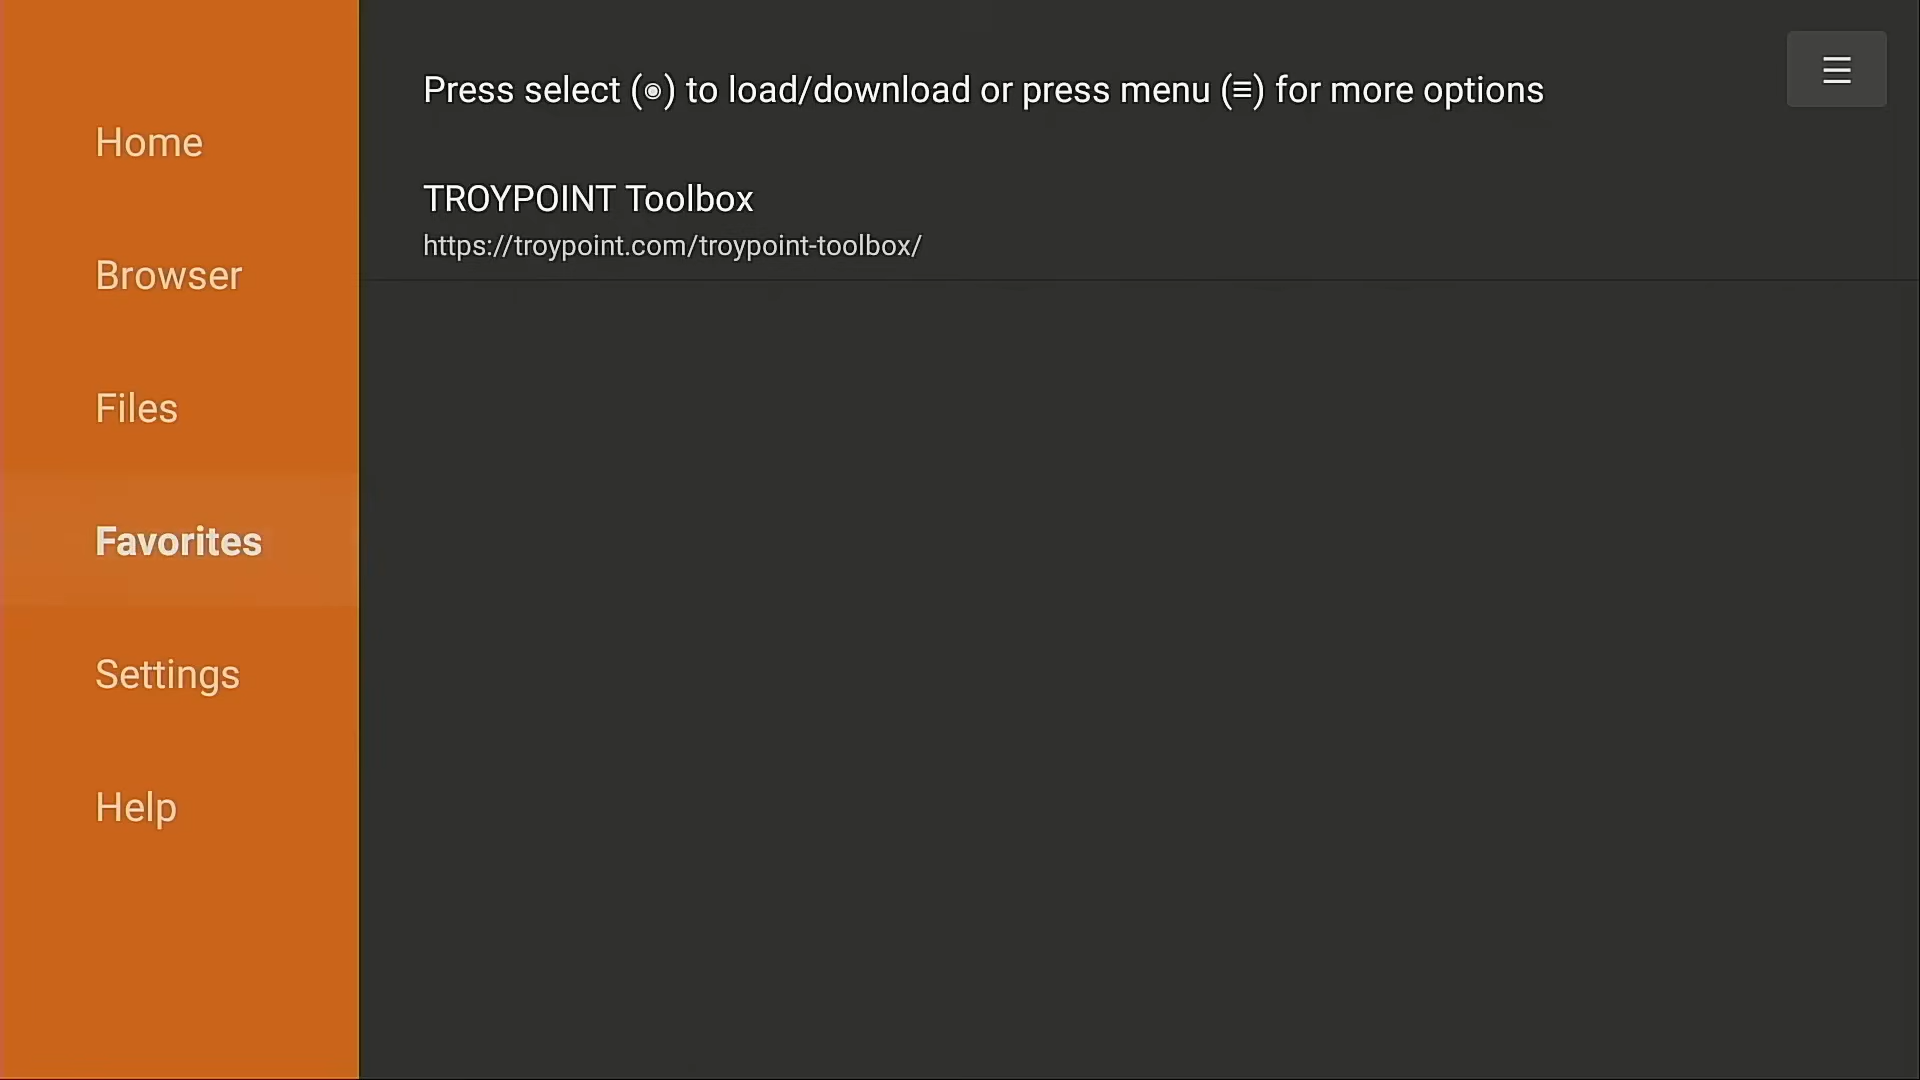 Home
Browser
Files
Favorites
Settings
Help
Press select (◉) to load/download or press menu (≡) for more options
☰
TROYPOINT Toolbox
https://troypoint.com/troypoint-toolbox/